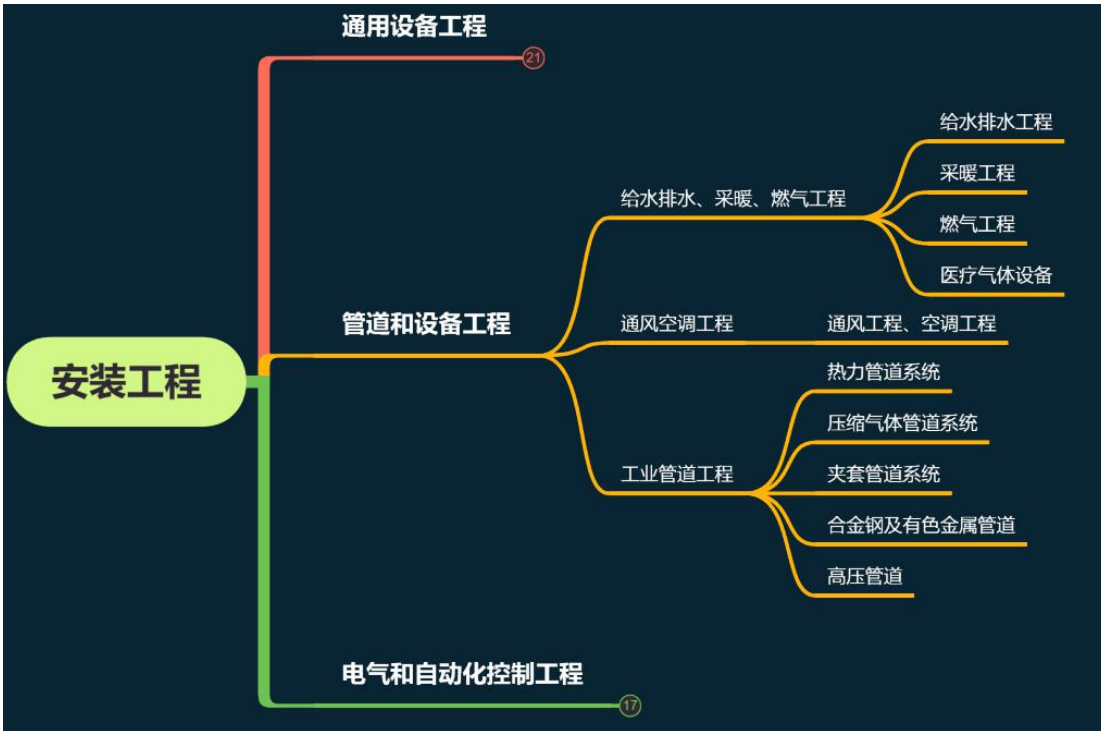 通用设备工程
21
给水排水工程
采暖工程
给水排水、采暖、燃气工程
燃气工程
医疗气体设备
管道和设备工程
通风空调工程
通风工程、空调工程
安装工程
热力管道系统
压缩气体管道系统
工业管道工程
夹套管道系统
合金钢及有色金属管道
高压管道
电气和自动化控制工程
17